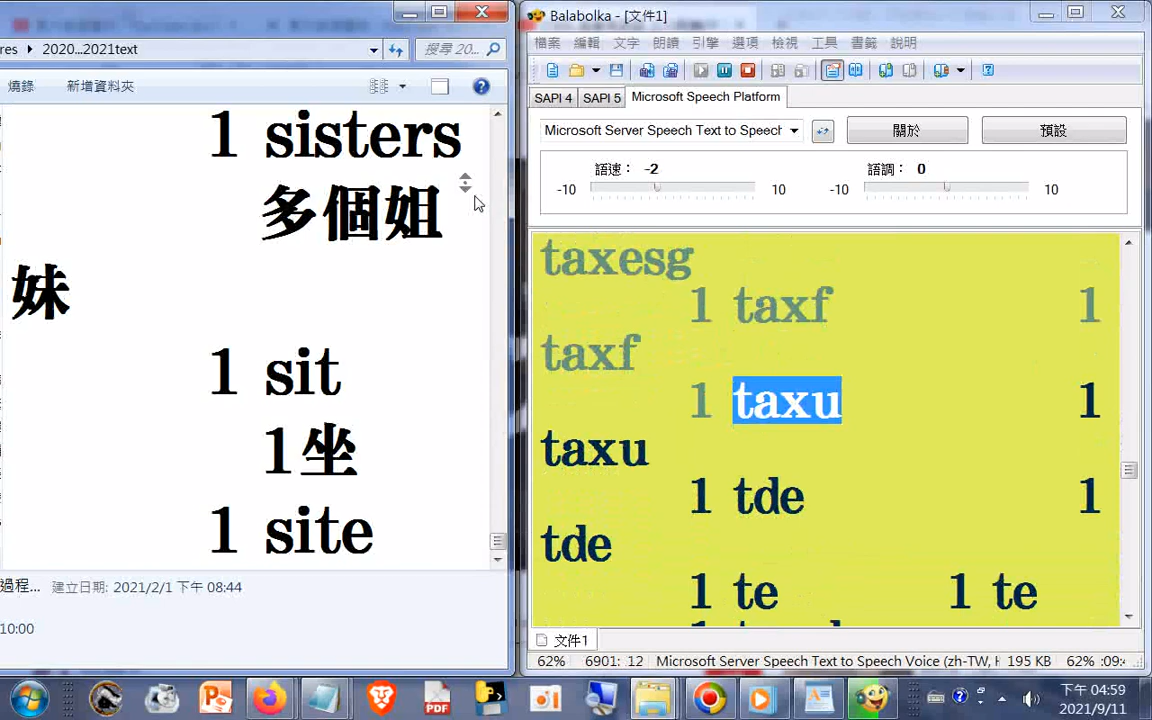 res ▸ 2020...2021text
搜尋 20...
燒錄 新增資料夾
1 sisters
多個姐
妹
1 sit
1坐
1 site
過程... 建立日期: 2021/2/1 下午 08:44
10:00
Balabolka - [文件1]
檔案 編輯 文字 朗讀 引擎 選項 檢視 工具 書籤 說明
SAPI 4 SAPI 5 Microsoft Speech Platform
Microsoft Server Speech Text to Speech 關於 預設
語速： -2 語調： 0
-10 10 -10 10
taxesg
1 taxf 1
taxf
1 taxu 1
taxu
1 tde 1
tde
1 te 1 te
文件1
62% 6901: 12 Microsoft Server Speech Text to Speech Voice (zh-TW, H 195 KB 62% :09:
PDF
下午 04:59
2021/9/11